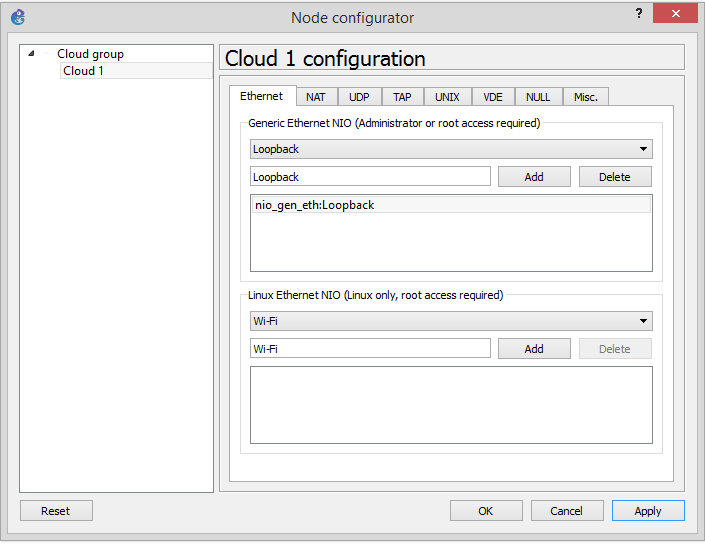 Node configurator
?
Cloud group
Cloud 1
Cloud 1 configuration
Ethernet NAT UDP TAP UNIX VDE NULL Misc.
Generic Ethernet NIO (Administrator or root access required)
Loopback
Loopback Add Delete
nio_gen_eth:Loopback
Linux Ethernet NIO (Linux only, root access required)
Wi-Fi
Wi-Fi Add Delete
Reset OK Cancel Apply